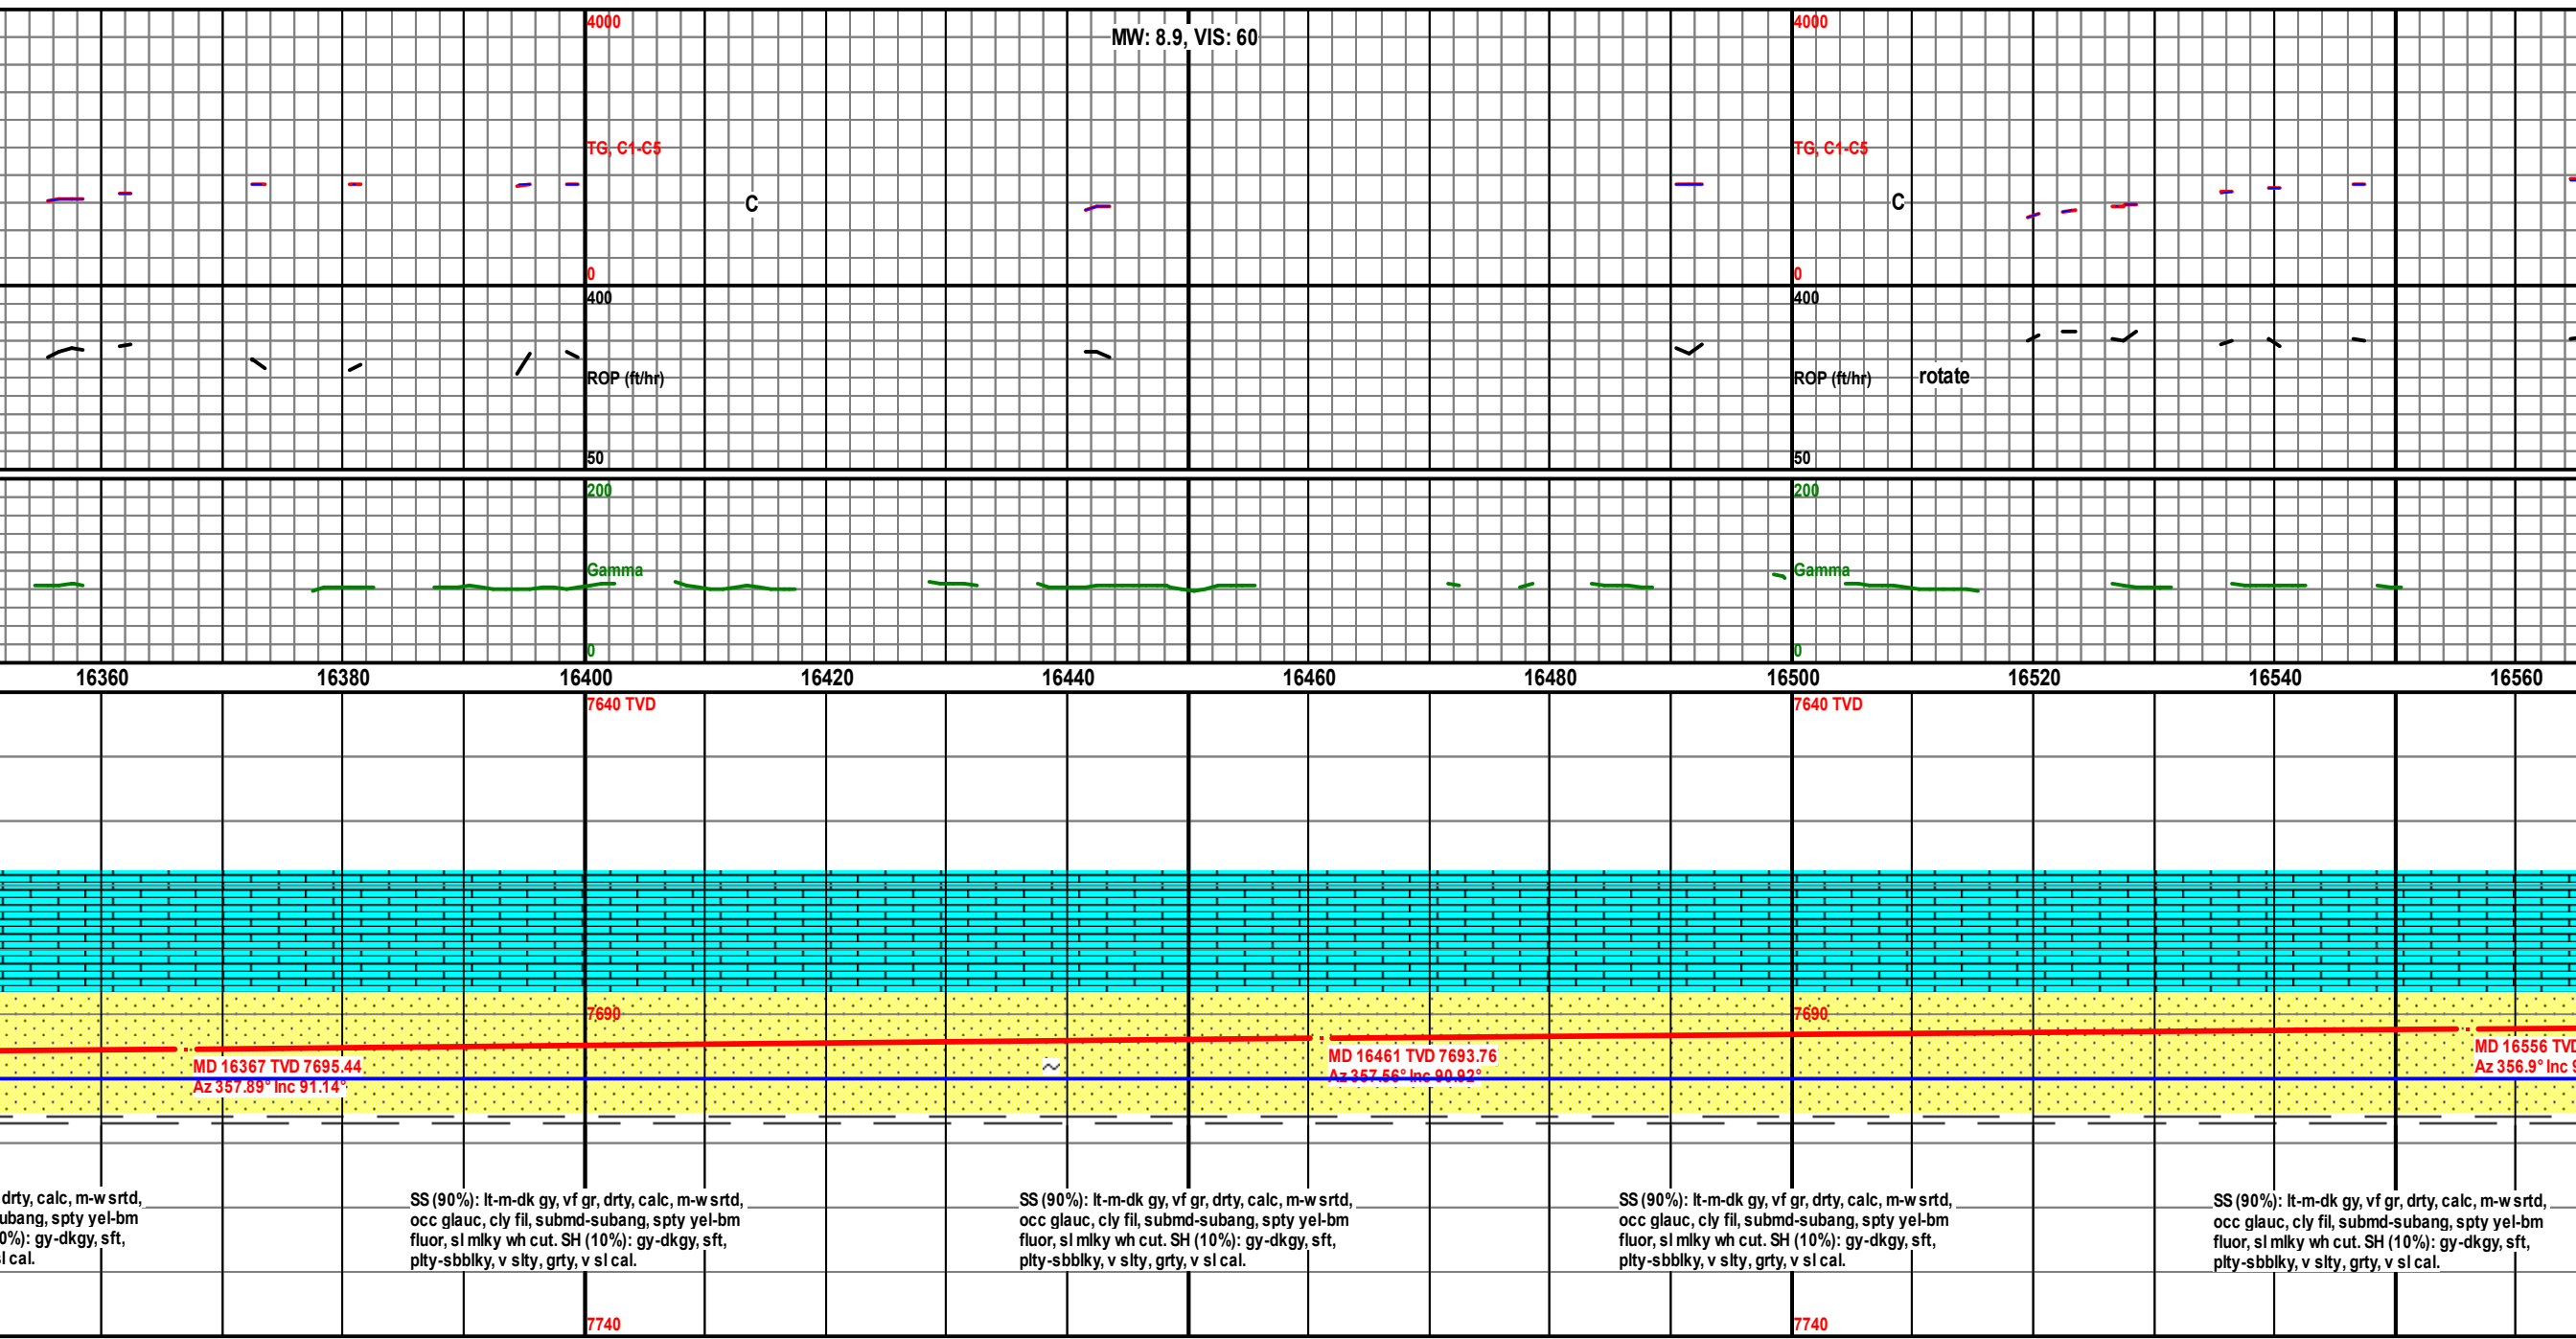 4000
4000
MW: 8.9, VIS: 60
TG, C1-C5
TG, C1-C5
C
C
0
0
400
400
ROP (ft/hr)
ROP (ft/hr)
rotate
50
50
200
200
Gamma
Gamma
0
0
16360 16380 16400 16420 16440 16460 16480 16500 16520 16540 16560
7640 TVD
7640 TVD
7690
7690
MD 16367 TVD 7695.44
Az 357.89° Inc 91.14°
MD 16461 TVD 7693.76
Az 357.56° Inc 90.92°
MD 16556 TVD
Az 356.9° Inc 9
drty, calc, m-w srtd,
ubang, spty yel-bm
0%): gy-dkgy, sft,
l cal.
SS (90%): lt-m-dk gy, vf gr, drty, calc, m-w srtd,
occ glauc, cly fil, submd-subang, spty yel-bm
fluor, sl mlky wh cut. SH (10%): gy-dkgy, sft,
plty-sbblky, v slty, grty, v sl cal.
SS (90%): lt-m-dk gy, vf gr, drty, calc, m-w srtd,
occ glauc, cly fil, submd-subang, spty yel-bm
fluor, sl mlky wh cut. SH (10%): gy-dkgy, sft,
plty-sbblky, v slty, grty, v sl cal.
SS (90%): lt-m-dk gy, vf gr, drty, calc, m-w srtd,
occ glauc, cly fil, submd-subang, spty yel-bm
fluor, sl mlky wh cut. SH (10%): gy-dkgy, sft,
plty-sbblky, v slty, grty, v sl cal.
SS (90%): lt-m-dk gy, vf gr, drty, calc, m-w srtd,
occ glauc, cly fil, submd-subang, spty yel-bm
fluor, sl mlky wh cut. SH (10%): gy-dkgy, sft,
plty-sbblky, v slty, grty, v sl cal.
7740
7740